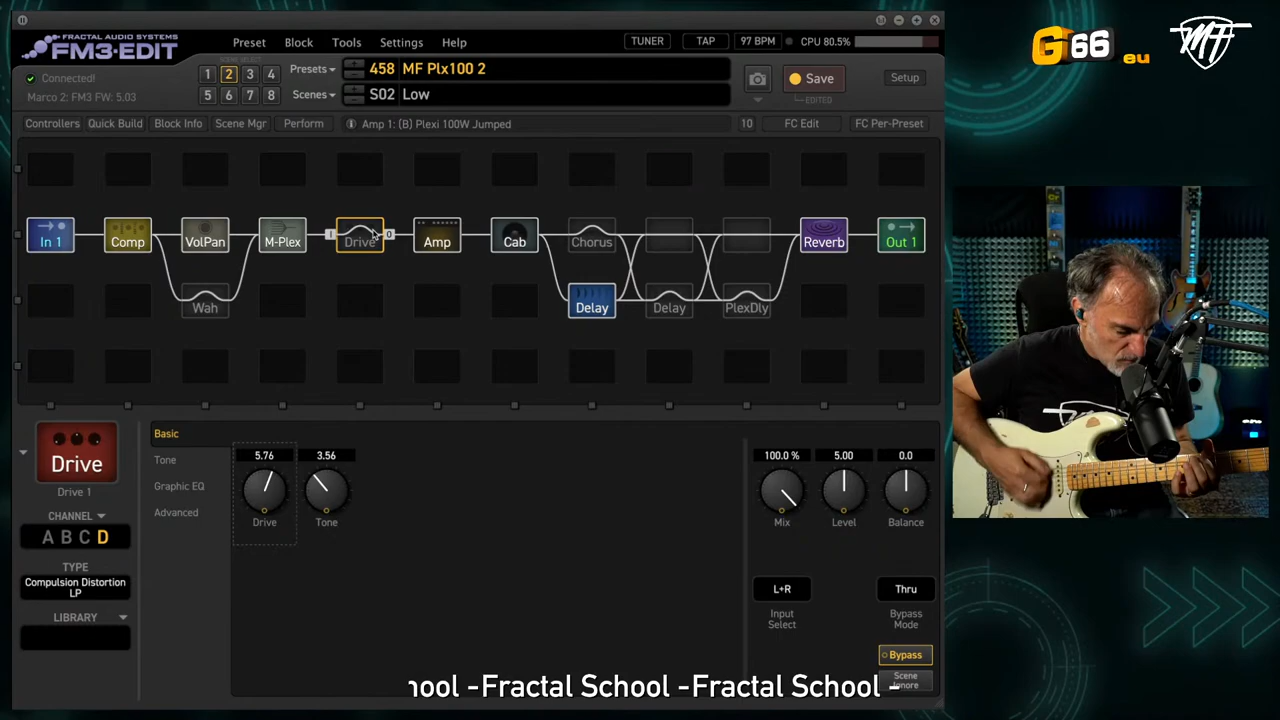 FRACTAL AUDIO SYSTEMS
FM3-EDIT
Preset Block Tools Settings Help
TUNER TAP 97 BPM CPU 80.5%
Connected!
Marco 2: FM3 FW: 5,03
SCENE SELECT
1 2 3 4
5 6 7 8
Presets 458 MF Plx100 2
Scenes S02 Low
Save
EDITED
Setup
Controllers Quick Build Block Info Scene Mgr Perform Amp 1: (B) Plexi 100W Jumped 10 FC Edit FC Per-Preset
In 1 Comp VolPan M-Plex I Drive O Amp Cab Chorus Reverb Out 1
Wah Delay Delay PlexDly
Drive
Drive 1
CHANNEL
A B C D
TYPE
Compulsion Distortion
LP
LIBRARY
Basic
Tone
Graphic EQ
Advanced
5.76 3.56
Drive Tone
100.0 % 5.00 0.0
Mix Level Balance
L+R Thru
Input
Select
Bypass
Mode
Bypass
Scene
Ignore
hool -Fractal School -Fractal School -
G66
eu
MF